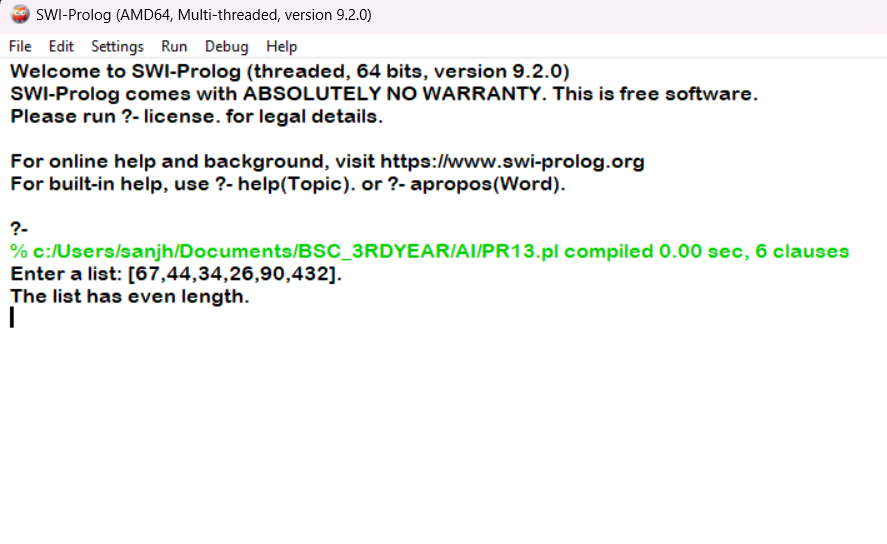 SWI-Prolog (AMD64, Multi-threaded, version 9.2.0)
File Edit Settings Run Debug Help
Welcome to SWI-Prolog (threaded, 64 bits, version 9.2.0)
SWI-Prolog comes with ABSOLUTELY NO WARRANTY. This is free software.
Please run ?- license. for legal details.
For online help and background, visit https://www.swi-prolog.org
For built-in help, use ?- help(Topic). or ?- apropos(Word).
?-
% c:/Users/sanjh/Documents/BSC_3RDYEAR/AI/PR13.pl compiled 0.00 sec, 6 clauses
Enter a list: [67,44,34,26,90,432].
The list has even length.